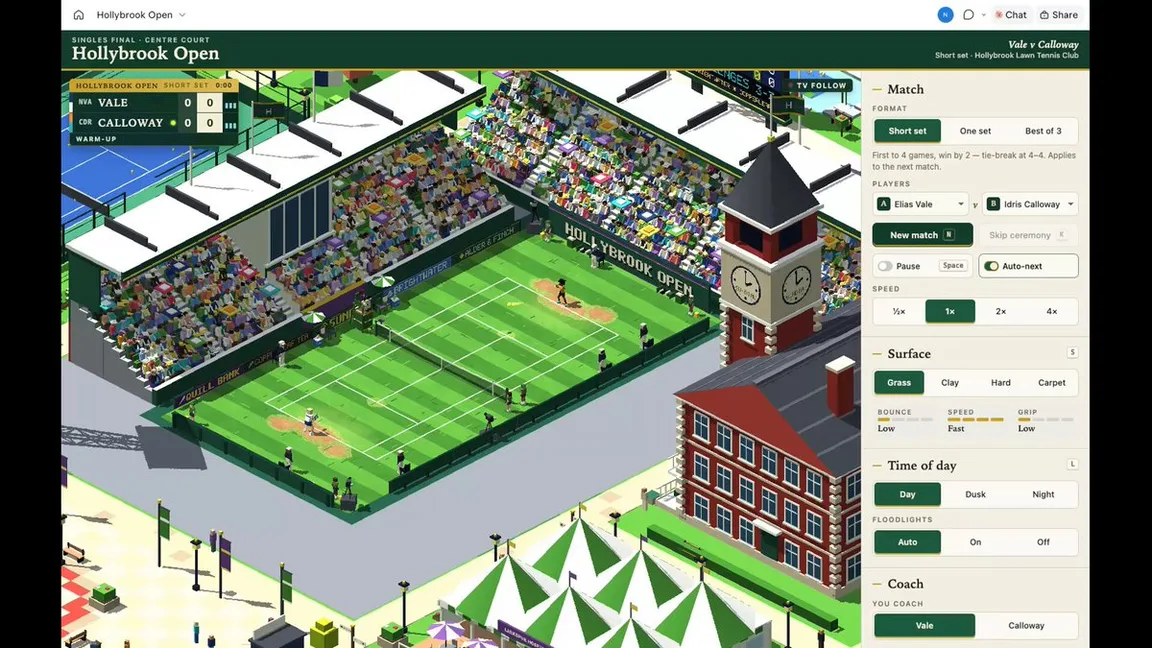 Hollybrook Open
N
Chat
Share
SINGLES FINAL · CENTRE COURT
Hollybrook Open
Vale v Calloway
Short set · Hollybrook Lawn Tennis Club
HOLLYBROOK OPEN SHORT SET 0:00
NVA VALE 0 0
CDR CALLOWAY 0 0
WARM-UP
TV FOLLOW
H
H
HOLLYBROOK OPEN
ALDER & FINCH
BRIGHTWATER
QUILL BANK
Match
FORMAT
Short set One set Best of 3
First to 4 games, win by 2 — tie-break at 4–4. Applies
to the next match.
PLAYERS
A Elias Vale v B Idris Calloway
New match N Skip ceremony K
Pause Space Auto-next
SPEED
½× 1× 2× 4×
Surface S
Grass Clay Hard Carpet
BOUNCE SPEED GRIP
Low Fast Low
Time of day L
Day Dusk Night
FLOODLIGHTS
Auto On Off
Coach
YOU COACH
Vale Calloway